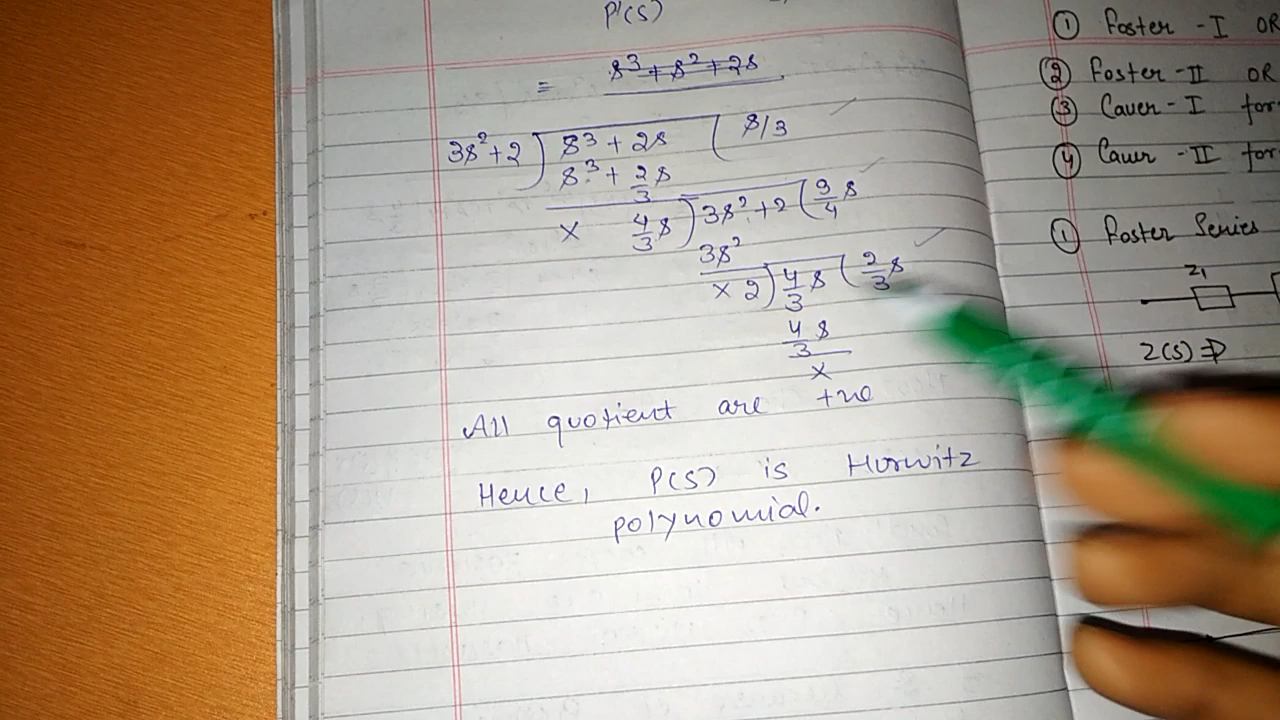 P'(s)
= s³+s²+2s
3s²+2 ) s³ + 2s ( s/3
s³ + 2/3 s
x 4/3 s ) 3s²+2 ( 9/4 s
3s²
x 2 ) 4/3 s ( 2/3 s
4/3 s
x
All quotient are +ve
Hence, P(s) is Hurwitz
polynomial.
① Foster - I OR
② Foster - II OR
③ Cauer - I for
④ Cauer - II for
① Foster Series
Z₁
Z(s) ⇒